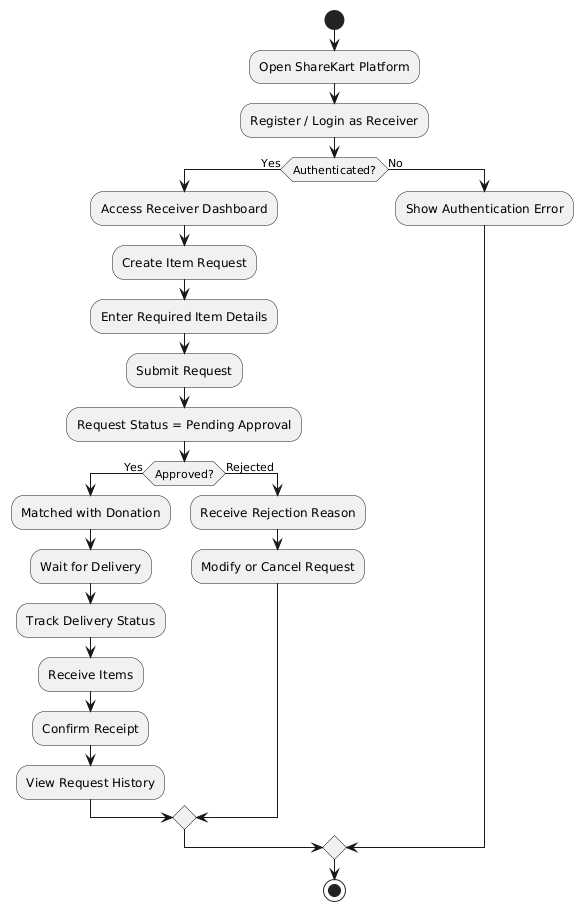 Open ShareKart Platform
Register / Login as Receiver
Yes
Authenticated?
No
Access Receiver Dashboard
Show Authentication Error
Create Item Request
Enter Required Item Details
Submit Request
Request Status = Pending Approval
Yes
Approved?
Rejected
Matched with Donation
Receive Rejection Reason
Wait for Delivery
Modify or Cancel Request
Track Delivery Status
Receive Items
Confirm Receipt
View Request History